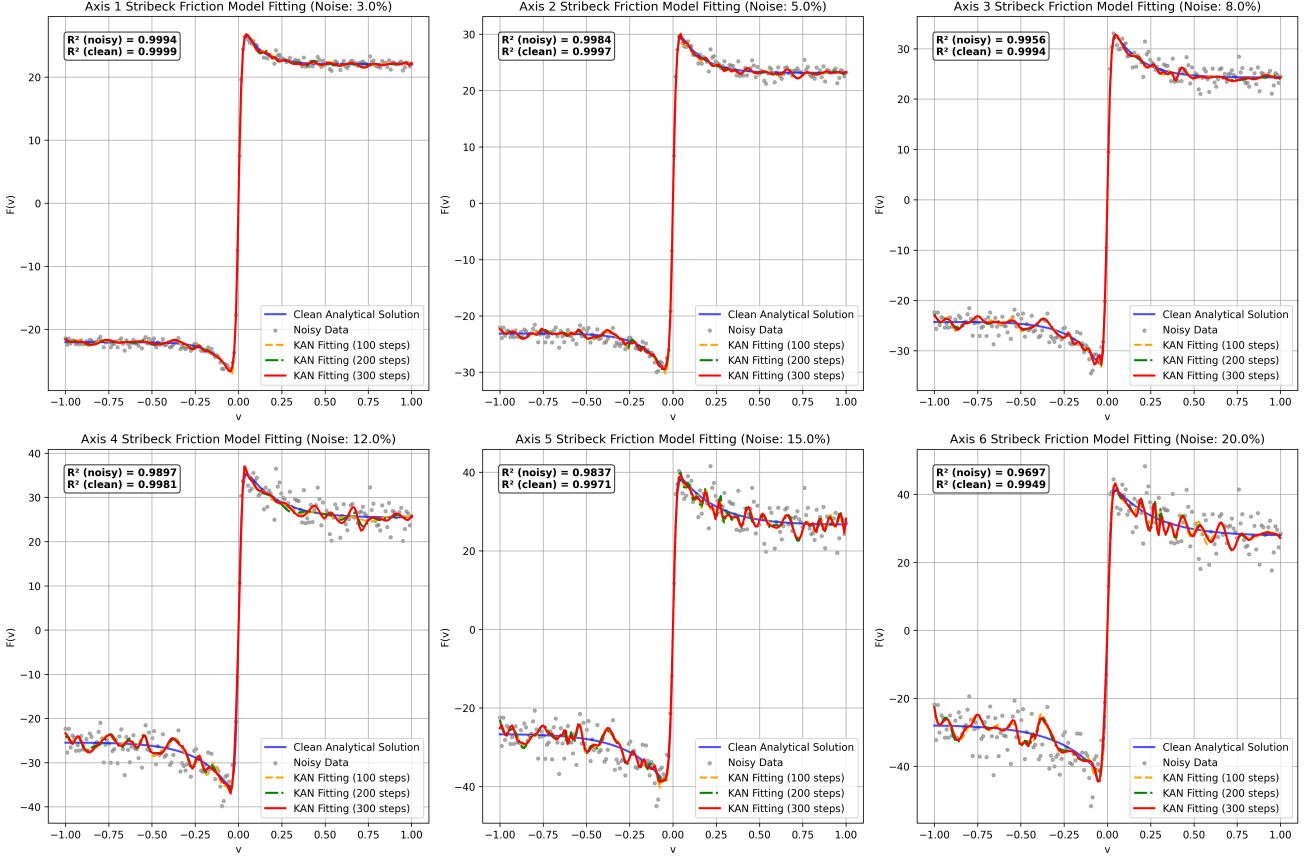 Axis 1 Stribeck Friction Model Fitting (Noise: 3.0%)
R² (noisy) = 0.9994
R² (clean) = 0.9999
F(v)
20
10
0
−10
−20
−1.00 −0.75 −0.50 −0.25 0.00 0.25 0.50 0.75 1.00
v
Clean Analytical Solution
Noisy Data
KAN Fitting (100 steps)
KAN Fitting (200 steps)
KAN Fitting (300 steps)
Axis 2 Stribeck Friction Model Fitting (Noise: 5.0%)
R² (noisy) = 0.9984
R² (clean) = 0.9997
F(v)
30
20
10
0
−10
−20
−30
−1.00 −0.75 −0.50 −0.25 0.00 0.25 0.50 0.75 1.00
v
Clean Analytical Solution
Noisy Data
KAN Fitting (100 steps)
KAN Fitting (200 steps)
KAN Fitting (300 steps)
Axis 3 Stribeck Friction Model Fitting (Noise: 8.0%)
R² (noisy) = 0.9956
R² (clean) = 0.9994
F(v)
30
20
10
0
−10
−20
−30
−1.00 −0.75 −0.50 −0.25 0.00 0.25 0.50 0.75 1.00
v
Clean Analytical Solution
Noisy Data
KAN Fitting (100 steps)
KAN Fitting (200 steps)
KAN Fitting (300 steps)
Axis 4 Stribeck Friction Model Fitting (Noise: 12.0%)
R² (noisy) = 0.9897
R² (clean) = 0.9981
F(v)
40
30
20
10
0
−10
−20
−30
−40
−1.00 −0.75 −0.50 −0.25 0.00 0.25 0.50 0.75 1.00
v
Clean Analytical Solution
Noisy Data
KAN Fitting (100 steps)
KAN Fitting (200 steps)
KAN Fitting (300 steps)
Axis 5 Stribeck Friction Model Fitting (Noise: 15.0%)
R² (noisy) = 0.9837
R² (clean) = 0.9971
F(v)
40
20
0
−20
−40
−1.00 −0.75 −0.50 −0.25 0.00 0.25 0.50 0.75 1.00
v
Clean Analytical Solution
Noisy Data
KAN Fitting (100 steps)
KAN Fitting (200 steps)
KAN Fitting (300 steps)
Axis 6 Stribeck Friction Model Fitting (Noise: 20.0%)
R² (noisy) = 0.9697
R² (clean) = 0.9949
F(v)
40
20
0
−20
−40
−1.00 −0.75 −0.50 −0.25 0.00 0.25 0.50 0.75 1.00
v
Clean Analytical Solution
Noisy Data
KAN Fitting (100 steps)
KAN Fitting (200 steps)
KAN Fitting (300 steps)